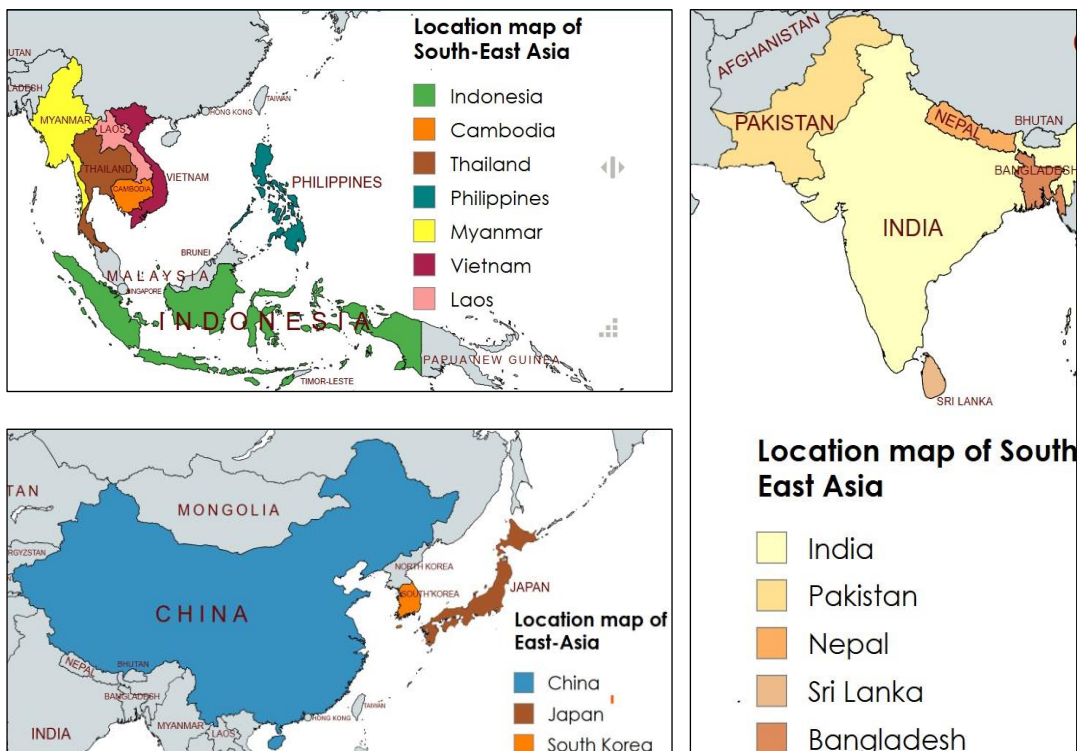 Location map of
South-East Asia
Indonesia
Cambodia
Thailand
Philippines
Myanmar
Vietnam
Laos
UTAN
LADESH
MYANMAR
LAOS
THAILAND
CAMBODIA
VIETNAM
HONG KONG
TAIWAN
PHILIPPINES
BRUNEI
MALAYSIA
SINGAPORE
INDONESIA
TIMOR-LESTE
PAPUA NEW GUINEA
AFGHANISTAN
PAKISTAN
NEPAL
BHUTAN
BANGLADESH
INDIA
SRI LANKA
Location map of South
East Asia
India
Pakistan
Nepal
Sri Lanka
Bangladesh
TAN
RGYZSTAN
MONGOLIA
CHINA
NORTH KOREA
SOUTH KOREA
JAPAN
NEPAL
BHUTAN
BANGLADESH
INDIA
MYANMAR
LAOS
HONG KONG
TAIWAN
Location map of
East-Asia
China
Japan
South Korea